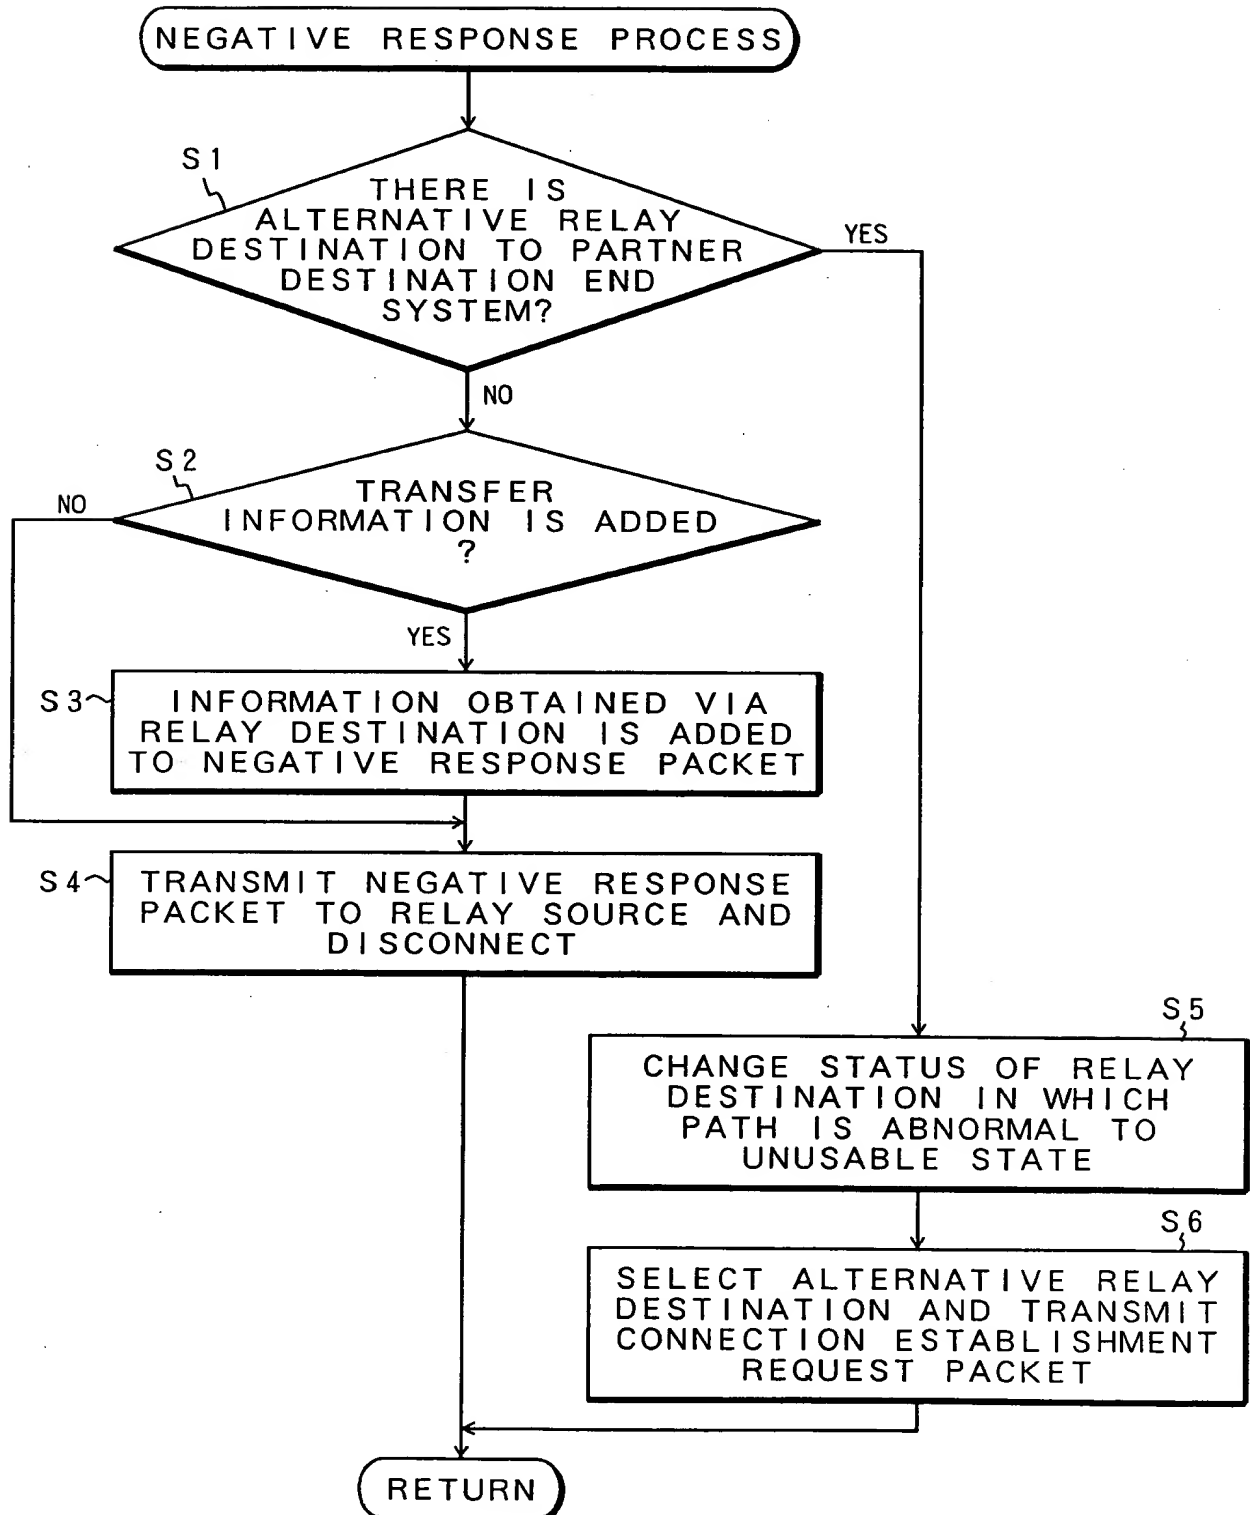 NEGATIVE RESPONSE PROCESS
S1
THERE IS
ALTERNATIVE RELAY
DESTINATION TO PARTNER
DESTINATION END
SYSTEM?
YES
NO
S2
TRANSFER
INFORMATION IS ADDED
?
NO
YES
S3
INFORMATION OBTAINED VIA
RELAY DESTINATION IS ADDED
TO NEGATIVE RESPONSE PACKET
S4
TRANSMIT NEGATIVE RESPONSE
PACKET TO RELAY SOURCE AND
DISCONNECT
S5
CHANGE STATUS OF RELAY
DESTINATION IN WHICH
PATH IS ABNORMAL TO
UNUSABLE STATE
S6
SELECT ALTERNATIVE RELAY
DESTINATION AND TRANSMIT
CONNECTION ESTABLISHMENT
REQUEST PACKET
RETURN